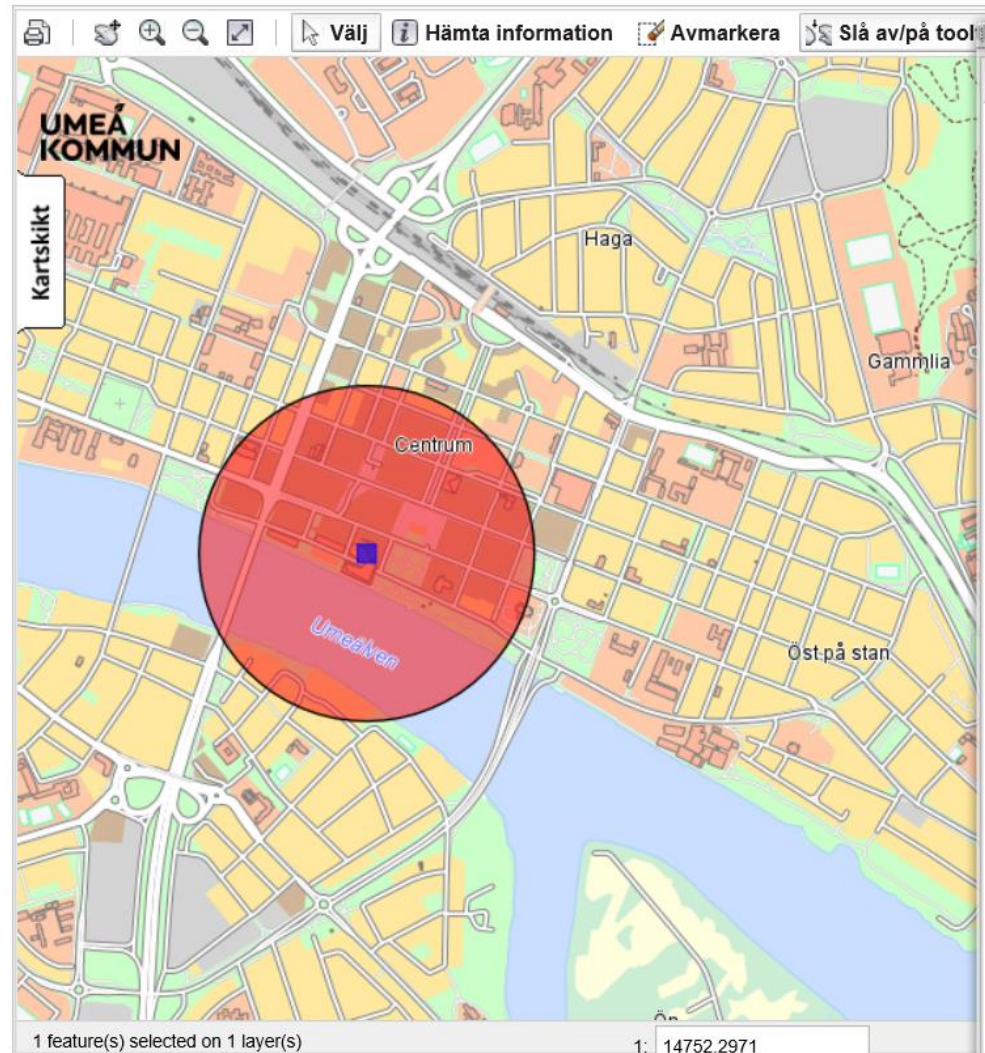 Välj
Hämta information
Avmarkera
Slå av/på tool
UMEÅ
KOMMUN
Kartskikt
Haga
Gammlia
Centrum
Umeälven
Öst på stan
Ön
1 feature(s) selected on 1 layer(s)
1: 14752.2971